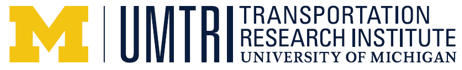 M UMTRI TRANSPORTATION
RESEARCH INSTITUTE
UNIVERSITY OF MICHIGAN